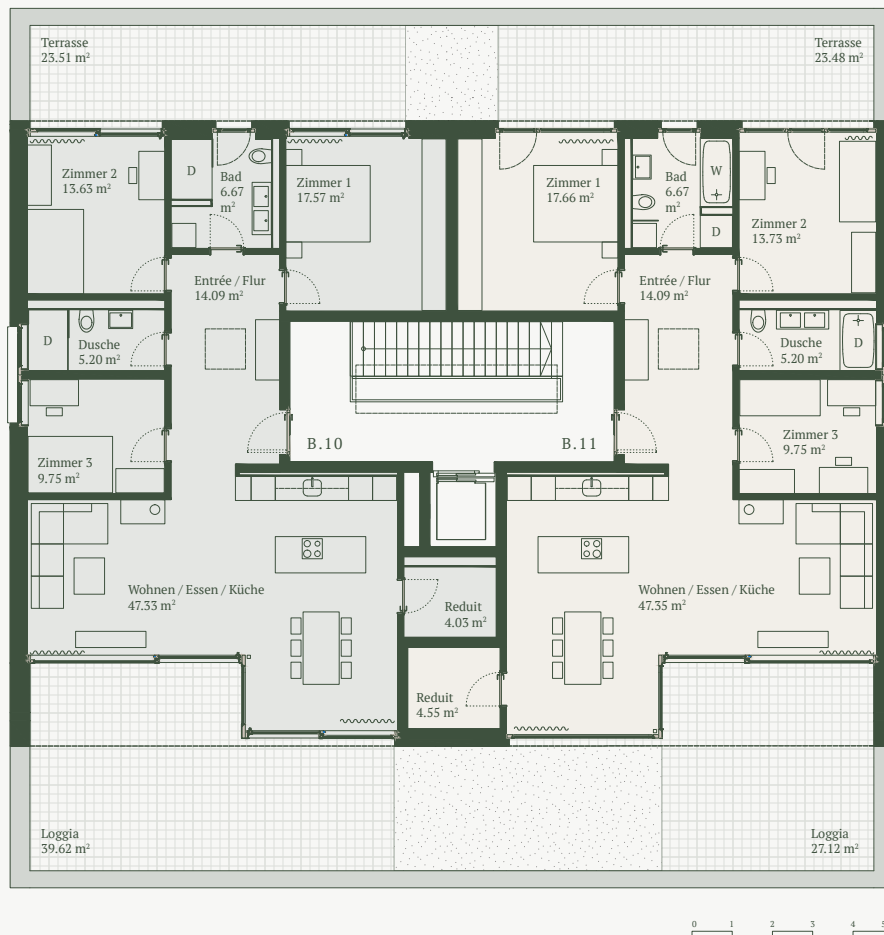 Terrasse
23.51 m²
Terrasse
23.48 m²
Zimmer 2
13.63 m²
D
Bad
6.67
m²
Zimmer 1
17.57 m²
Zimmer 1
17.66 m²
Bad
6.67
m²
W
D
Zimmer 2
13.73 m²
Entrée / Flur
14.09 m²
Entrée / Flur
14.09 m²
D
Dusche
5.20 m²
Dusche
5.20 m²
D
Zimmer 3
9.75 m²
B.10
B.11
Zimmer 3
9.75 m²
Wohnen / Essen / Küche
47.33 m²
Reduit
4.03 m²
Wohnen / Essen / Küche
47.35 m²
Reduit
4.55 m²
Loggia
39.62 m²
Loggia
27.12 m²
0 1 2 3 4 5